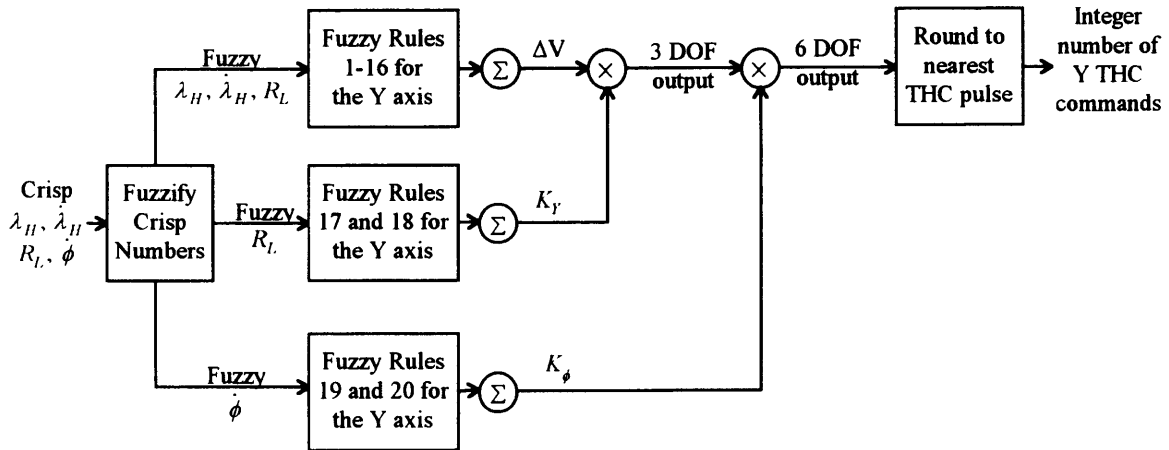 Crisp
λ_H, λ̇_H
R_L, ϕ̇
Fuzzify
Crisp
Numbers
Fuzzy
λ_H, λ̇_H, R_L
Fuzzy Rules
1-16 for
the Y axis
Σ
ΔV
×
3 DOF
output
×
6 DOF
output
Round to
nearest
THC pulse
Integer
number of
Y THC
commands
Fuzzy
R_L
Fuzzy Rules
17 and 18 for
the Y axis
Σ
K_Y
Fuzzy
ϕ̇
Fuzzy Rules
19 and 20 for
the Y axis
Σ
K_ϕ